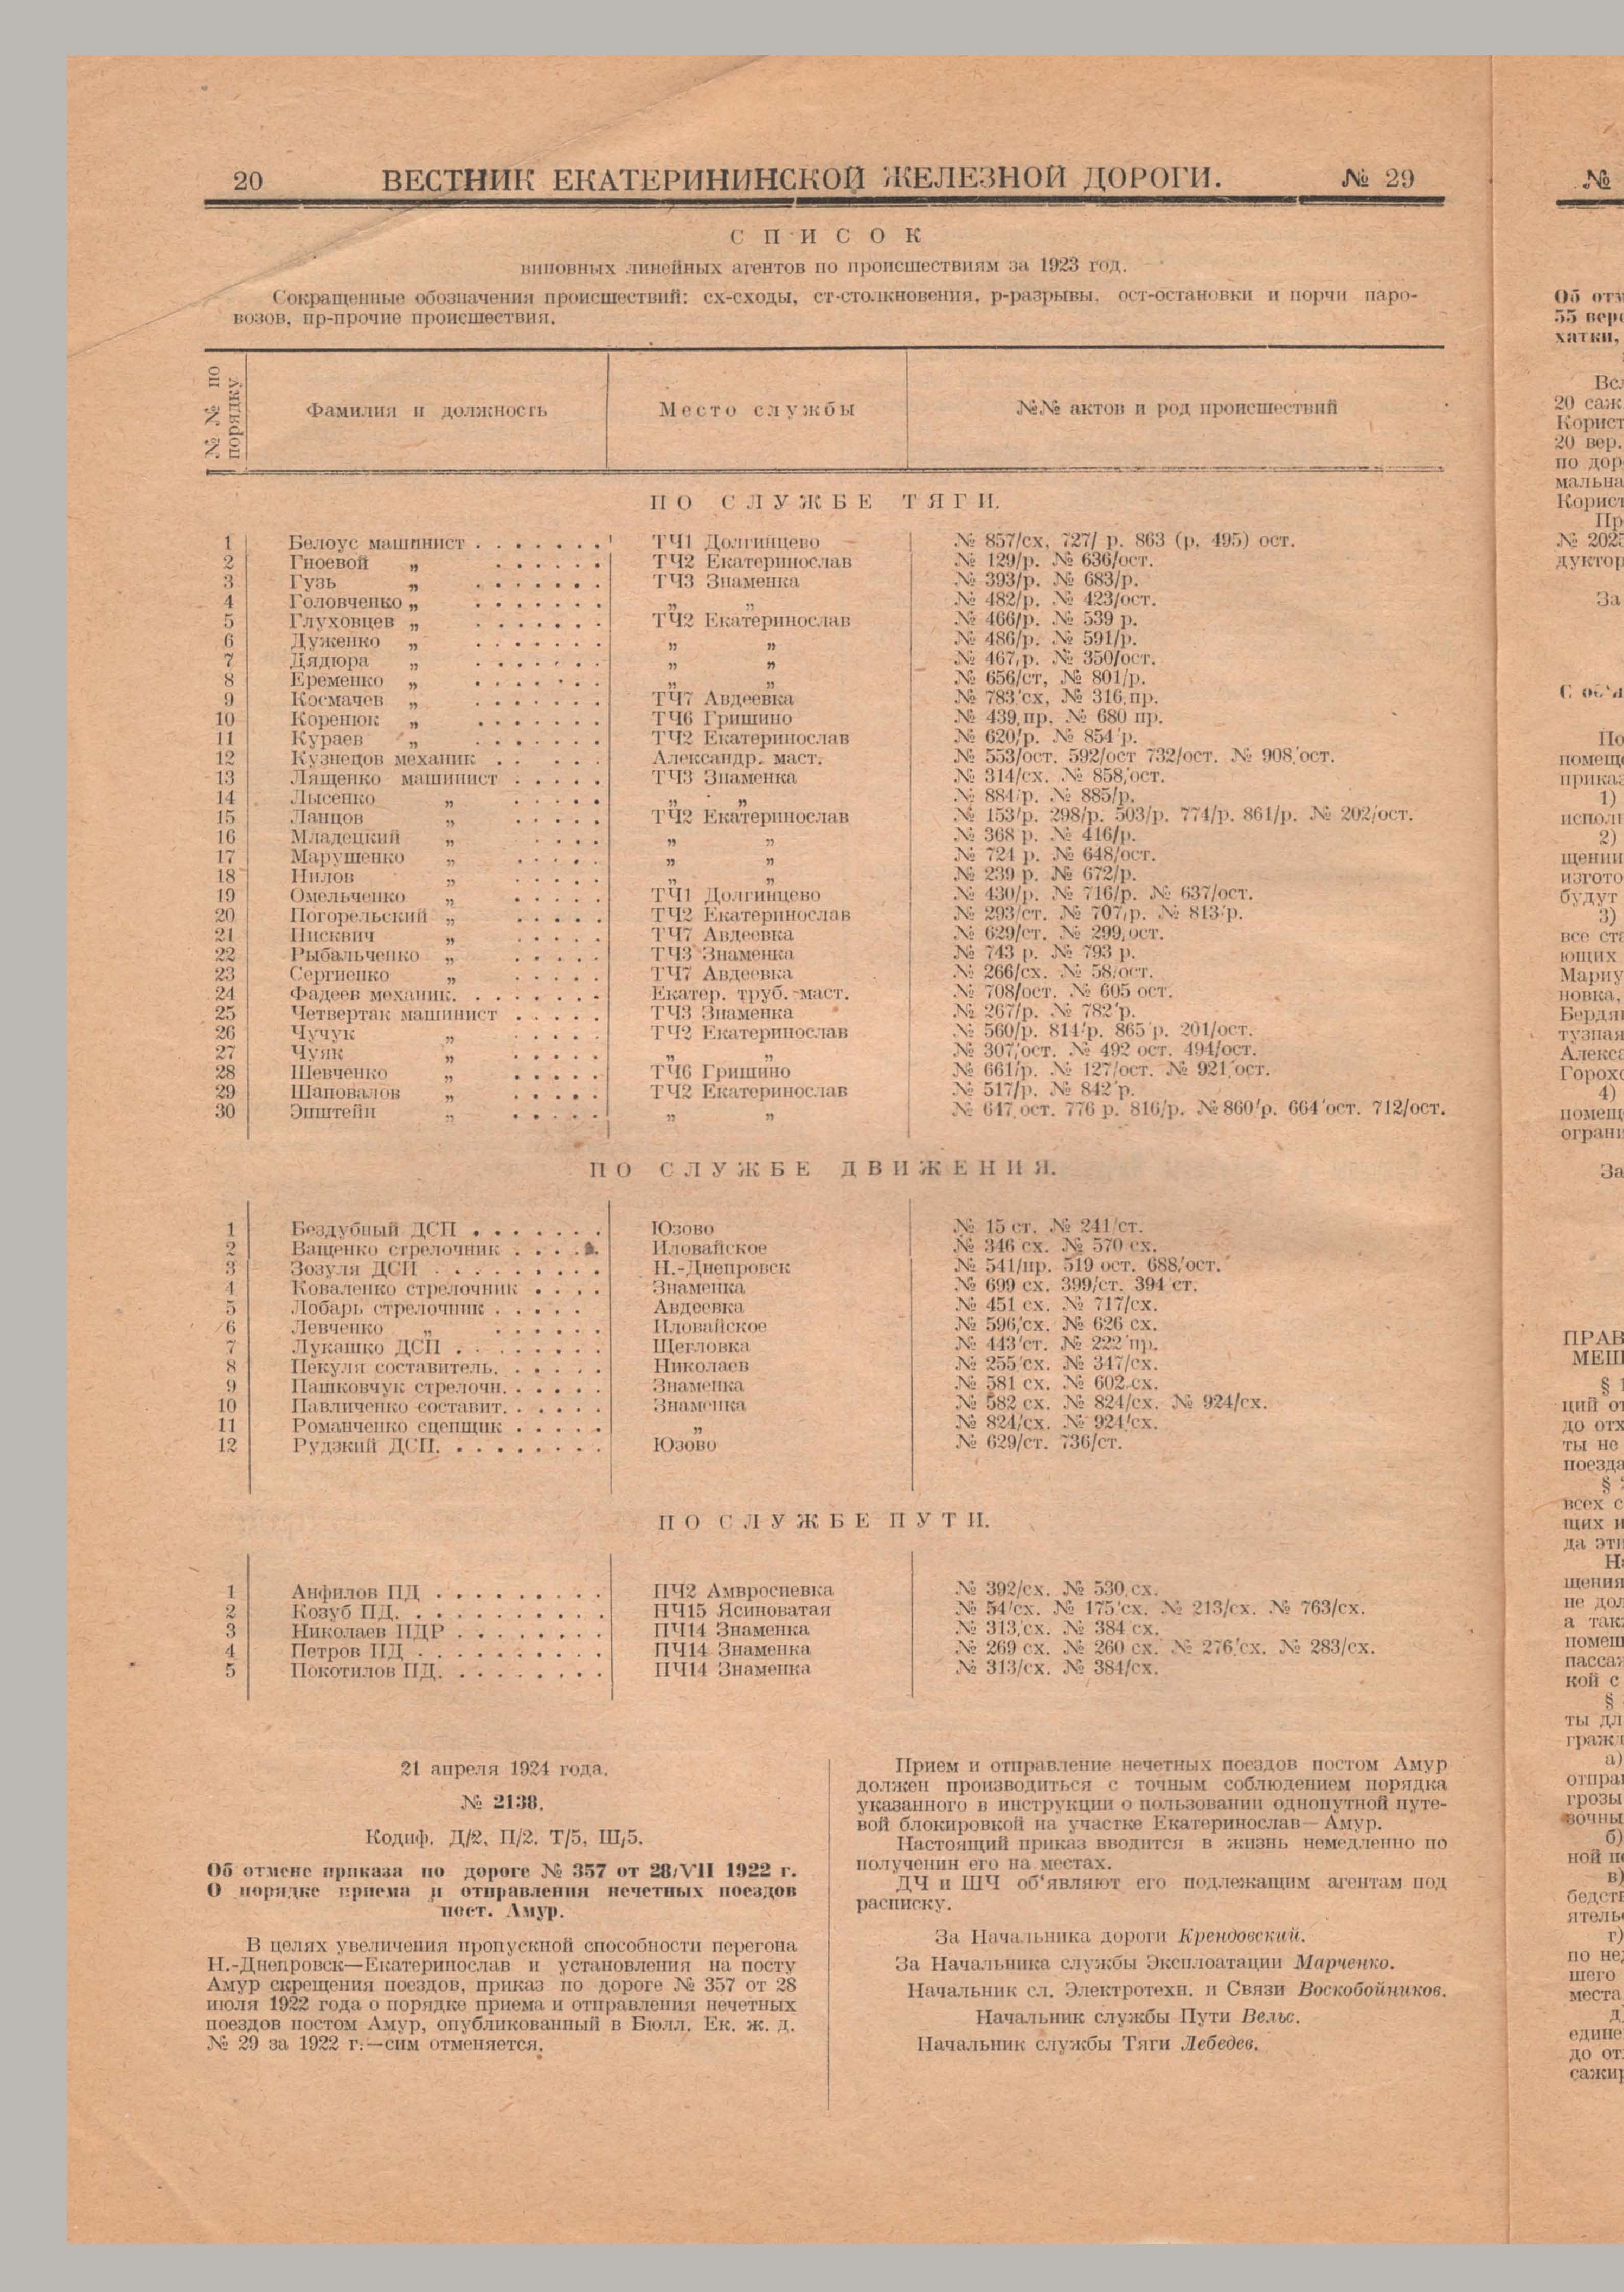 20 ВЕСТНИК ЕКАТЕРИНИНСКОЙ ЖЕЛЕЗНОЙ ДОРОГИ. № 29
СПИСОК
виновных линейных агентов по происшествиям за 1923 год.
Сокращенные обозначения происшествий: сх-сходы, ст-столкновения, р-разрывы, ост-остановки и порчи паро-
возов, пр-прочие происшествия.
№ № по порядку Фамилия и должность Место службы №№ актов и род происшествий
ПО СЛУЖБЕ ТЯГИ.
1 Белоус машинист . . . . . . . ТЧ1 Долгинцево № 857/сх, 727/ р. 863 (р. 495) ост.
2 Гноевой „ . . . . . . ТЧ2 Екатеринослав № 129/р. № 636/ост.
3 Гузь „ . . . . . . . ТЧ3 Знаменка № 393/р. № 683/р.
4 Головченко „ . . . . . . . „ „ № 482/р. № 423/ост.
5 Глуховцев „ . . . . . . . ТЧ2 Екатеринослав № 466/р. № 539 р.
6 Дуженко „ . . . . . . . „ „ № 486/р. № 591/р.
7 Дядюра „ . . . . . . . „ „ № 467/р. № 350/ост.
8 Еременко „ . . . . . . . „ „ № 656/ст, № 801/р.
9 Космачев „ . . . . . . . ТЧ7 Авдеевка № 783/сх, № 316/пр.
10 Коренюк „ . . . . . . . ТЧ6 Гришино № 439/пр, № 680 пр.
11 Кураев „ . . . . . . . ТЧ2 Екатеринослав № 620/р. № 854/р.
12 Кузнецов механик . . . . . Александр. маст. № 553/ост. 592/ост 732/ост. № 908/ост.
13 Лященко машинист . . . . . ТЧ3 Знаменка № 314/сх. № 858/ост.
14 Лысенко „ . . . . . „ „ № 884/р. № 885/р.
15 Ланцов „ . . . . . ТЧ2 Екатеринослав № 153/р. 298/р. 503/р. 774/р. 861/р. № 202/ост.
16 Младецкий „ . . . . „ „ № 368 р. № 416/р.
17 Марушенко „ . . . . . „ „ № 724 р. № 648/ост.
18 Нилов „ . . . . . „ „ № 239 р. № 672/р.
19 Омельченко „ . . . . . ТЧ1 Долгинцево № 430/р. № 716/р. № 637/ост.
20 Погорельский „ . . . . . ТЧ2 Екатеринослав № 293/ст. № 707/р. № 813/р.
21 Писквич „ . . . . . ТЧ7 Авдеевка № 629/ст. № 299/ост.
22 Рыбальченко „ . . . . . ТЧ3 Знаменка № 743 р. № 793 р.
23 Сергиенко „ . . . . . ТЧ7 Авдеевка № 266/сх. № 58/ост.
24 Фадеев механик. . . . . . . . Екатер. труб. маст. № 708/ост. № 605 ост.
25 Четвертак машинист . . . . . ТЧ3 Знаменка № 267/р. № 782/р.
26 Чучук „ . . . . ТЧ2 Екатеринослав № 560/р. 814/р. 865 р. 201/ост.
27 Чуяк „ . . . . . „ „ № 307/ост. № 492 ост. 494/ост.
28 Шевченко „ . . . . . ТЧ6 Гришино № 661/р. № 127/ост. № 921/ост.
29 Шаповалов „ . . . . . ТЧ2 Екатеринослав № 517/р. № 842 р.
30 Эпштейн „ . . . . . „ „ № 647/ост. 776 р. 816/р. № 860/р. 664/ост. 712/ост.
ПО СЛУЖБЕ ДВИЖЕНИЯ.
1 Бездубный ДСП . . . . . . . Юзово № 15 ст. № 241/ст.
2 Ващенко стрелочник . . . . . Иловайское № 346 сх. № 570 сх.
3 Зозуля ДСП . . . . . . . . . Н.-Днепровск № 541/пр. 519 ост. 688/ост.
4 Коваленко стрелочник . . . . Знаменка № 699 сх. 399/ст. 394 ст.
5 Лобарь стрелочник . . . . . Авдеевка № 451 сх. № 717/сх.
6 Левченко „ . . . . . . Иловайское № 596/сх. № 626 сх.
7 Лукашко ДСП . . . . . . . . Щегловка № 443/ст. № 222/пр.
8 Пекуля составитель. . . . . . Николаев № 255/сх. № 347/сх.
9 Пашковчук стрелочн. . . . . . Знаменка № 581 сх. № 602 сх.
10 Павличенко составит. . . . . . Знаменка № 582 сх. № 824/сх. № 924/сх.
11 Романченко сцепщик . . . . . „ № 824/сх. № 924/сх.
12 Рудзкий ДСП. . . . . . . . . Юзово № 629/ст. 736/ст.
ПО СЛУЖБЕ ПУТИ.
1 Анфилов ПД . . . . . . . . . ПЧ2 Амвросиевка № 392/сх. № 530/сх.
2 Козуб ПД. . . . . . . . . . . ПЧ15 Ясиноватая № 54/сх. № 175/сх. № 213/сх. № 763/сх.
3 Николаев ПДР . . . . . . . . ПЧ14 Знаменка № 313/сх. № 384 сх.
4 Петров ПД . . . . . . . . . . ПЧ14 Знаменка № 269 сх. № 260 сх. № 276/сх. № 283/сх.
5 Покотилов ПД. . . . . . . . . ПЧ14 Знаменка № 313/сх. № 384/сх.
21 апреля 1924 года.
№ 2138.
Кодиф. Д/2, П/2. Т/5, Ш/5.
Об отмене приказа по дороге № 357 от 28/VII 1922 г.
О порядке приема и отправления нечетных поездов
пост. Амур.
В целях увеличения пропускной способности перегона
Н.-Днепровск—Екатеринослав и установления на посту
Амур скрещения поездов, приказ по дороге № 357 от 28
июля 1922 года о порядке приема и отправления нечетных
поездов постом Амур, опубликованный в Бюлл. Ек. ж. д.
№ 29 за 1922 г.—сим отменяется.
Прием и отправление нечетных поездов постом Амур
должен производиться с точным соблюдением порядка
указанного в инструкции о пользовании однопутной путе-
вой блокировкой на участке Екатеринослав—Амур.
Настоящий приказ вводится в жизнь немедленно по
получении его на местах.
ДЧ и ШЧ об‘являют его подлежащим агентам под
расписку.
За Начальника дороги Крендовский.
За Начальника службы Эксплоатации Марченко.
Начальник сл. Электротехн. и Связи Воскобойников.
Начальник службы Пути Вельс.
Начальник службы Тяги Лебедев.